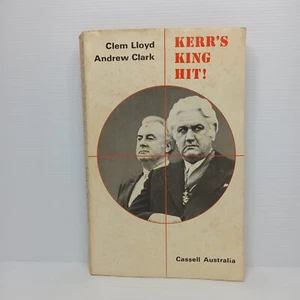 Clem Lloyd
Andrew Clark
KERR'S
KING
HIT!
Cassell Australia